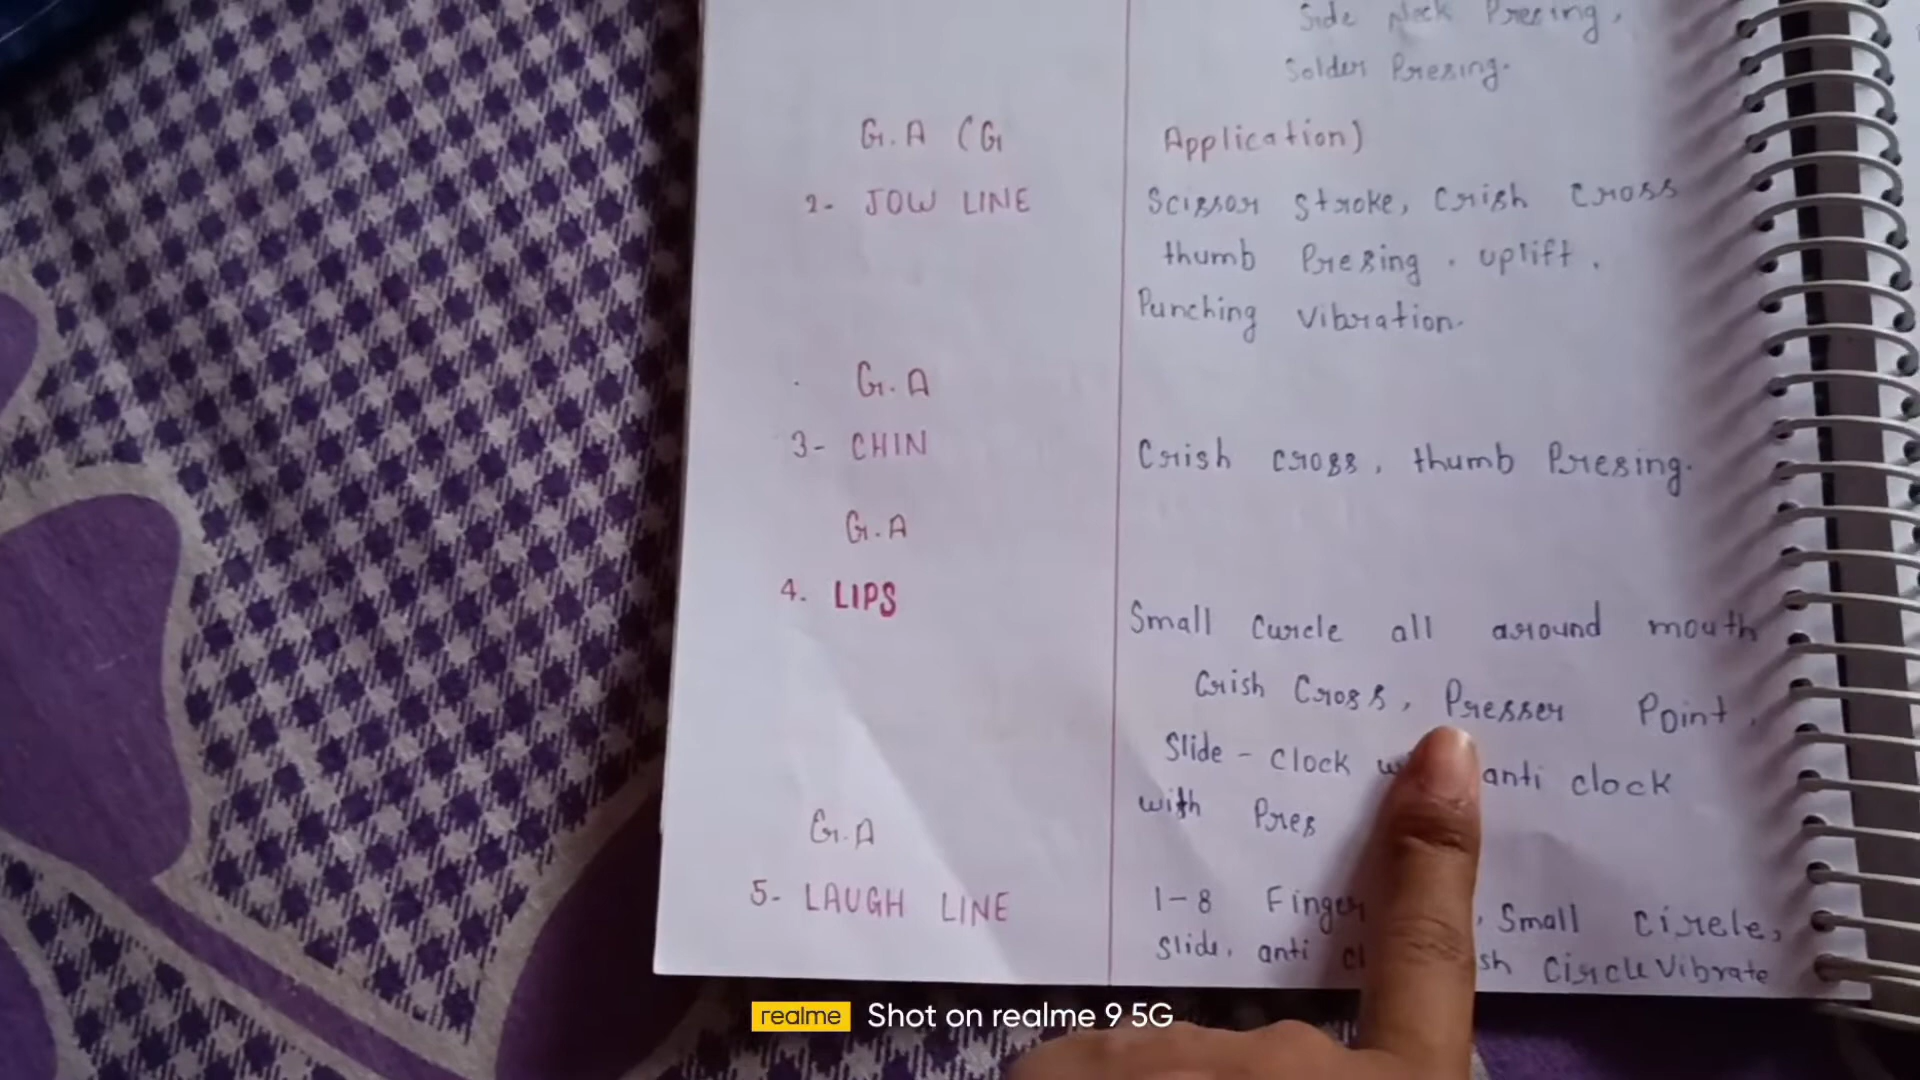 Side neck Presing,
Solder Presing.
G.A (G Application)
2- JOW LINE Scissor stroke, Crish Cross
thumb Presing. uplift.
Punching Vibration.
G.A
3- CHIN Crish cross, thumb Presing.
G.A
4. LIPS
Small Curcle all around mouth
Crish Cross, Presser Point,
Slide - Clock anti clock
with Pres
G.A
5- LAUGH LINE 1-8 Finger, Small Circle,
Slide, anti Circle Vibrate
realme Shot on realme 9 5G